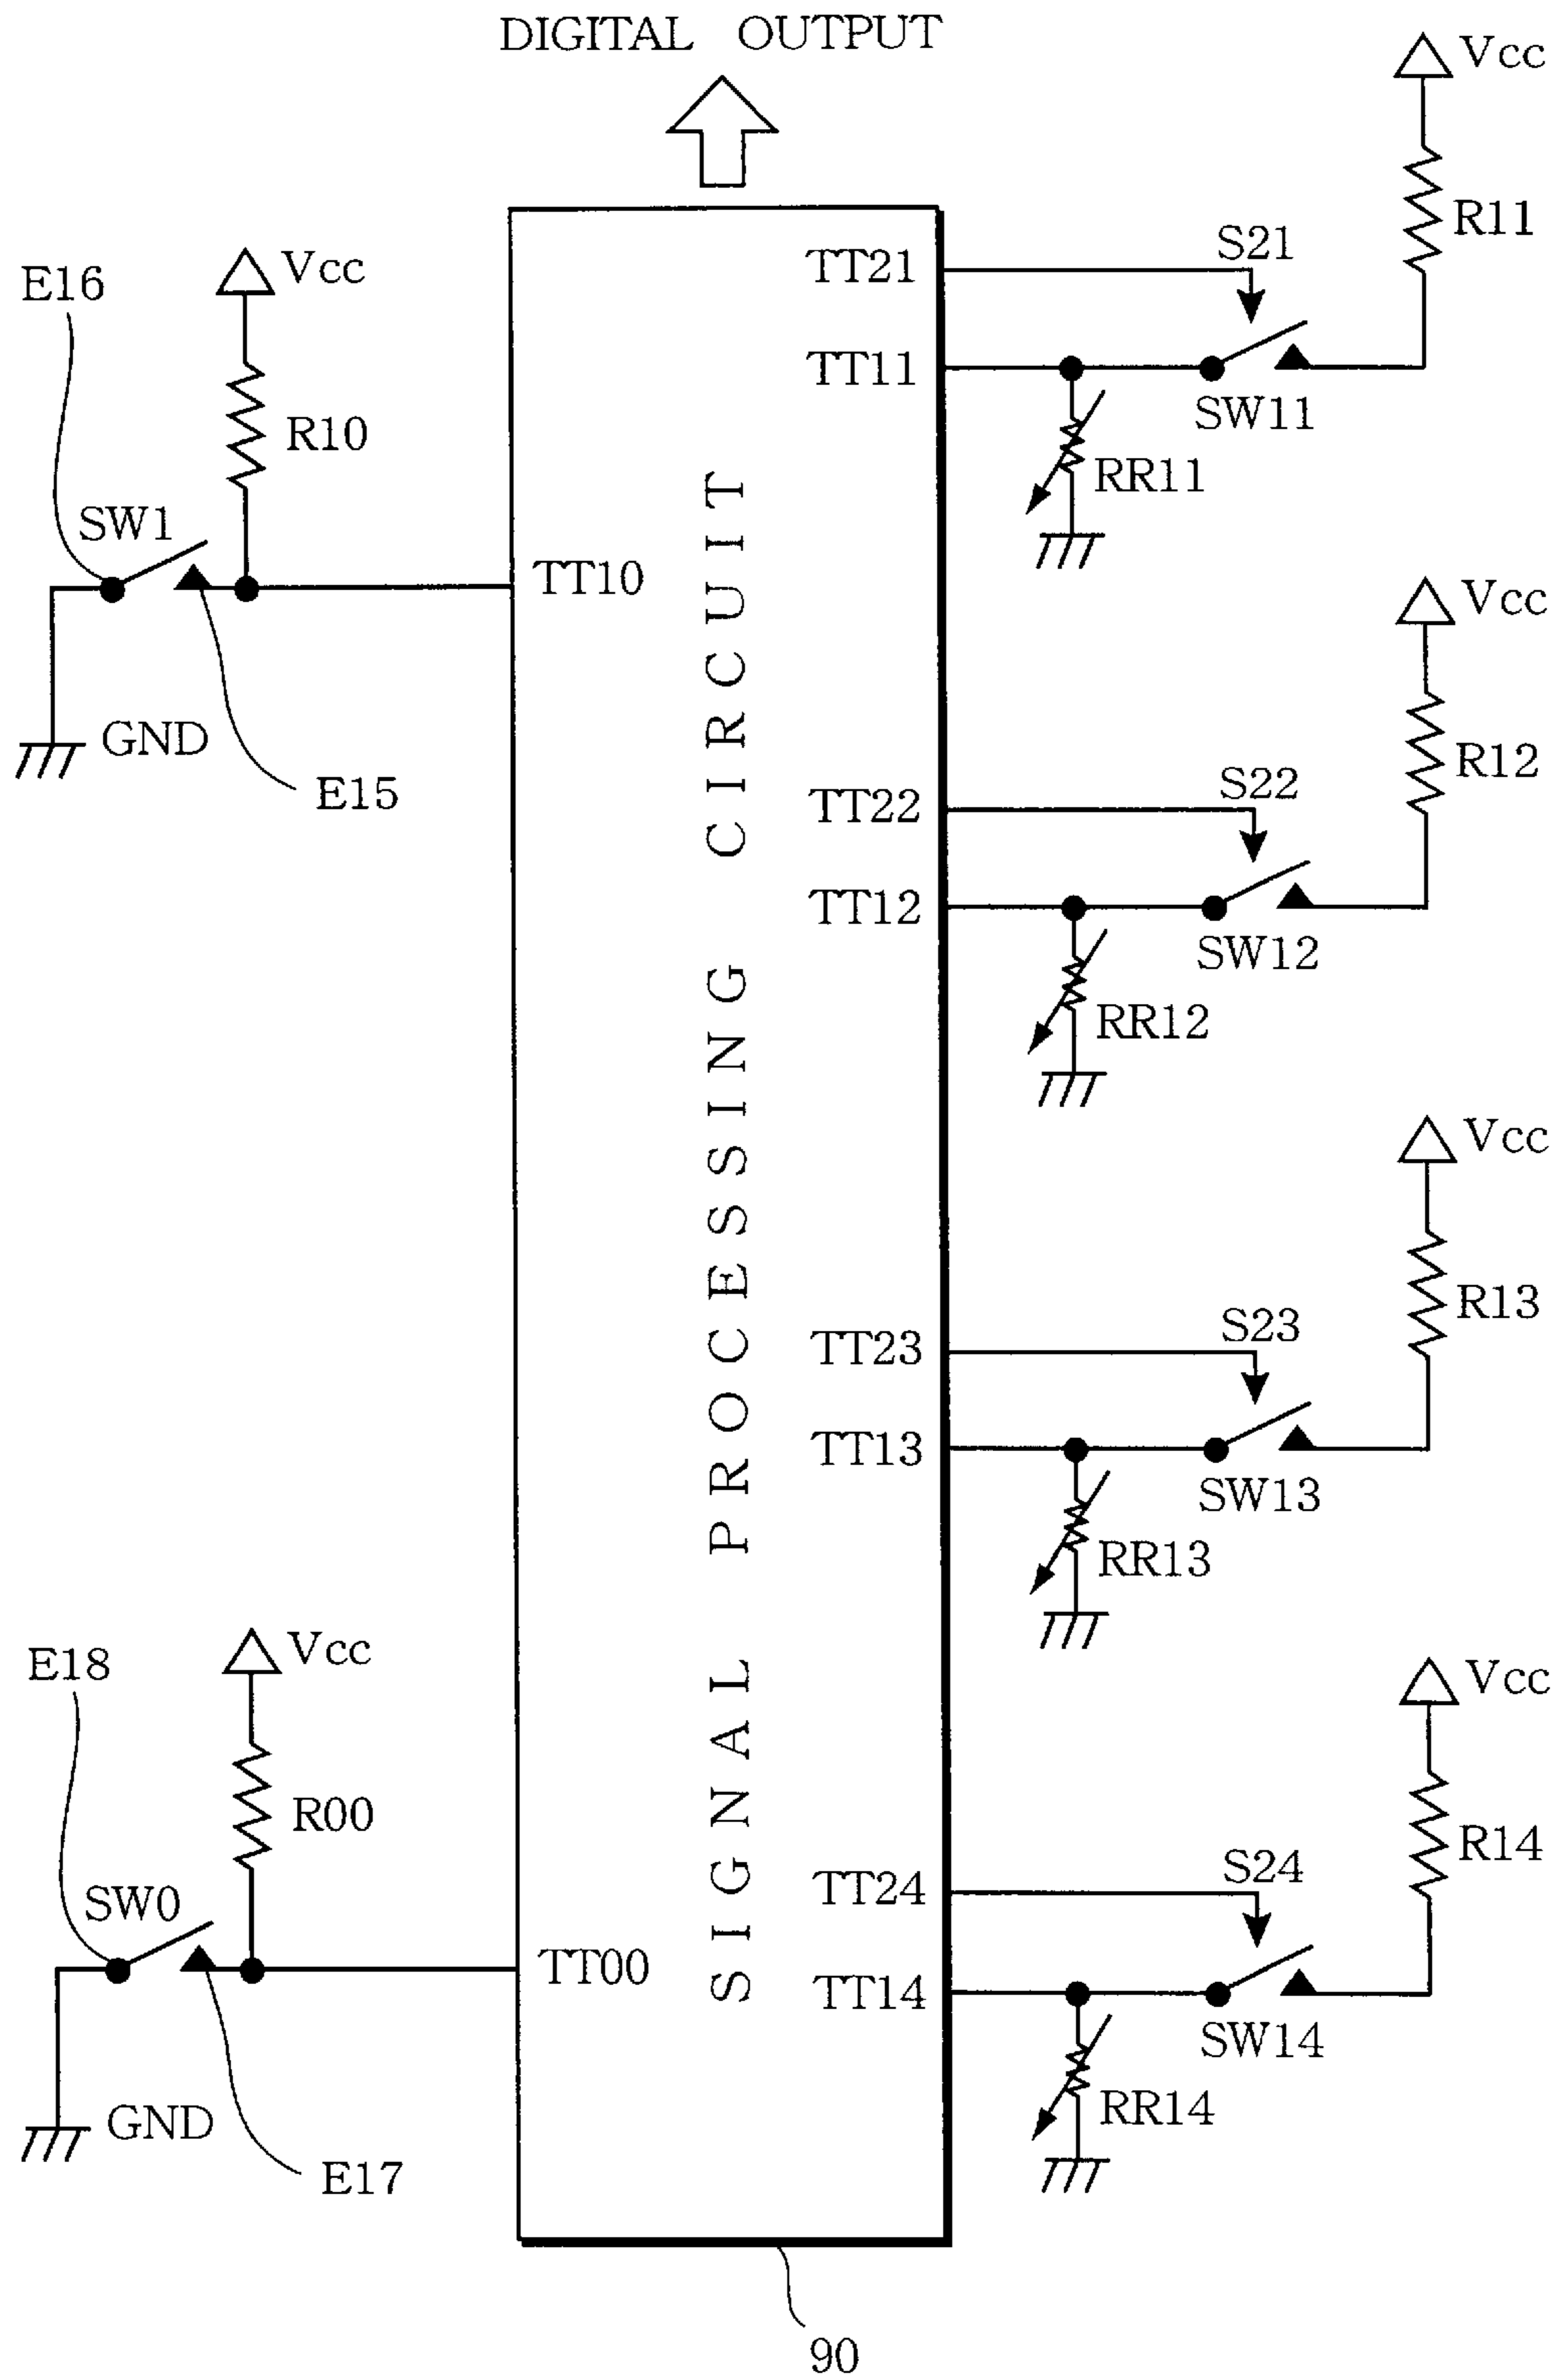 DIGITAL OUTPUT
Vcc
R11
S21
TT21
Vcc
E16
TT11
SW11
R10
RR11
SW1
TT10
Vcc
GND
R12
E15
S22
TT22
TT12
SW12
RR12
Vcc
R13
S23
TT23
TT13
SW13
RR13
SIGNAL PROCESSING CIRCUIT
Vcc
E18
Vcc
R00
R14
S24
TT24
SW0
TT00
TT14
SW14
RR14
GND
E17
90